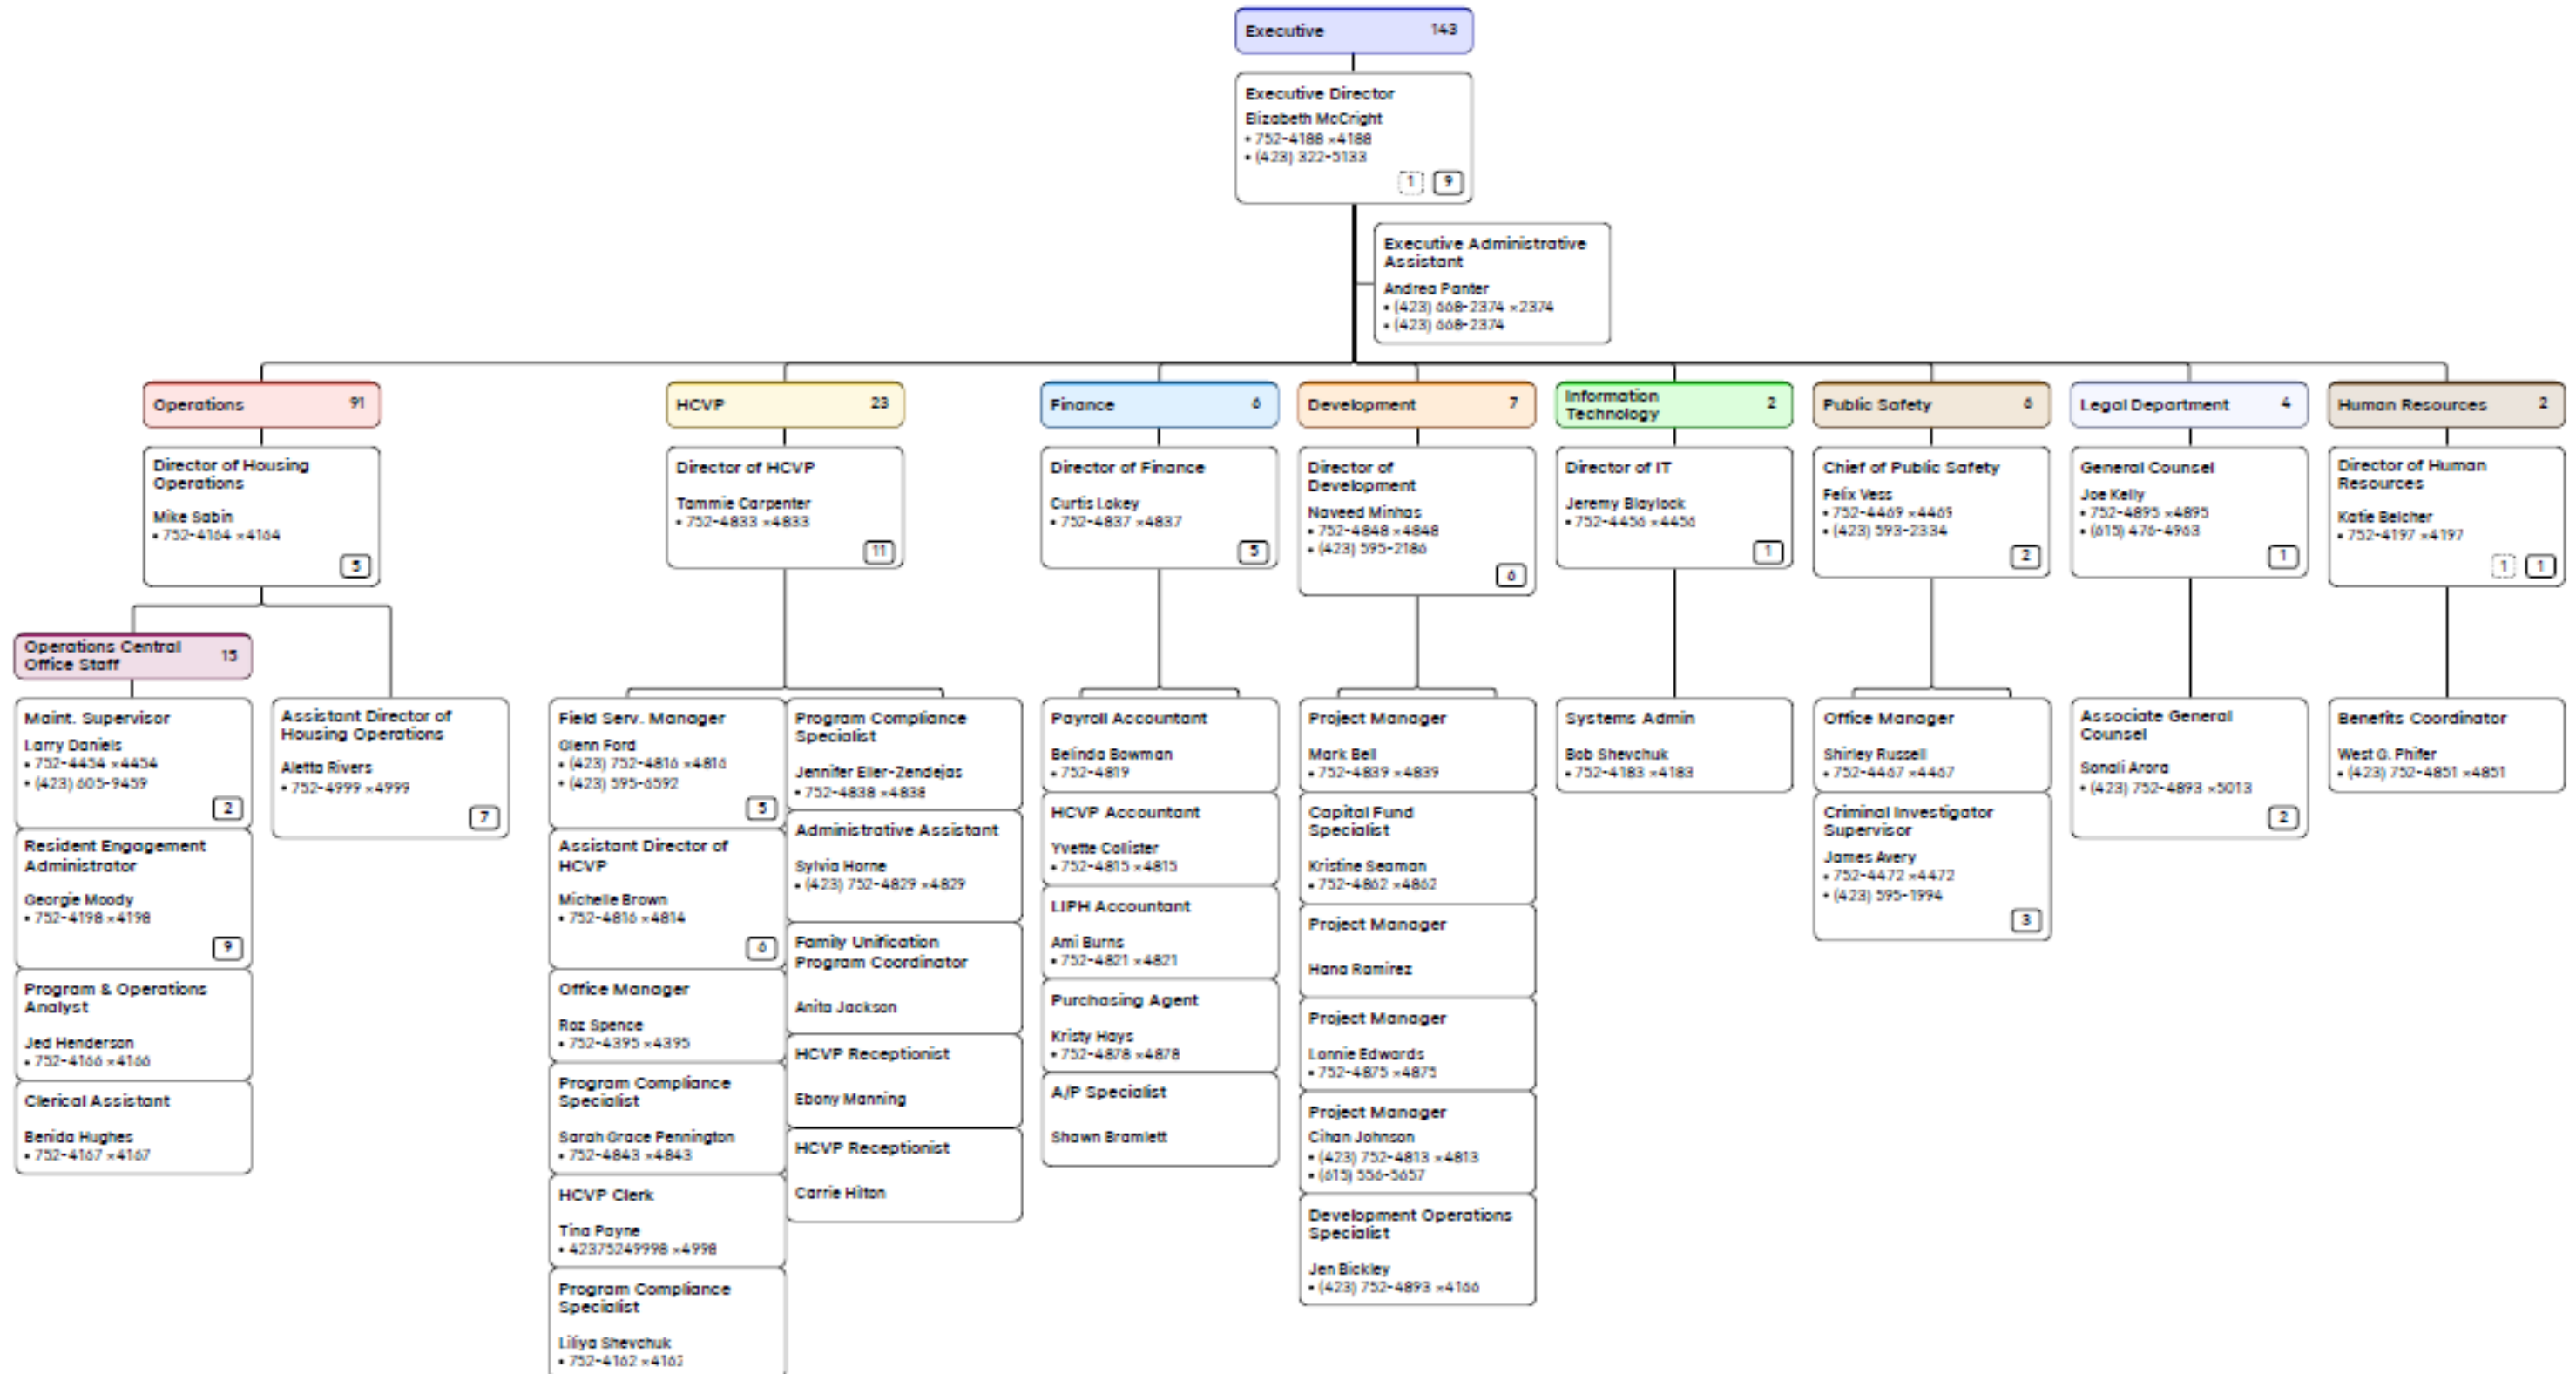 Executive 143
Executive Director
Elizabeth McCright
• 752-4188 x4188
• (423) 322-5133
1 9
Executive Administrative
Assistant
Andrea Panter
• (423) 668-2374 x2374
• (423) 668-2374
Operations 91
Director of Housing
Operations
Mike Sabin
• 752-4164 x4164
5
Operations Central
Office Staff 15
Maint. Supervisor
Larry Daniels
• 752-4454 x4454
• (423) 605-9459
2
Resident Engagement
Administrator
Georgie Moody
• 752-4198 x4198
9
Program & Operations
Analyst
Jed Henderson
• 752-4166 x4166
Clerical Assistant
Benida Hughes
• 752-4167 x4167
Assistant Director of
Housing Operations
Aletta Rivers
• 752-4999 x4999
7
HCVP 23
Director of HCVP
Tammie Carpenter
• 752-4833 x4833
11
Field Serv. Manager
Glenn Ford
• (423) 752-4816 x4816
• (423) 595-6592
5
Assistant Director of
HCVP
Michelle Brown
• 752-4816 x4814
6
Office Manager
Roz Spence
• 752-4395 x4395
Program Compliance
Specialist
Sarah Grace Pennington
• 752-4843 x4843
HCVP Clerk
Tina Payne
• 42375249998 x4998
Program Compliance
Specialist
Liliya Shevchuk
• 752-4162 x4162
Program Compliance
Specialist
Jennifer Eller-Zendejas
• 752-4838 x4838
Administrative Assistant
Sylvia Horne
• (423) 752-4829 x4829
Family Unification
Program Coordinator
Anita Jackson
HCVP Receptionist
Ebony Manning
HCVP Receptionist
Carrie Hilton
Finance 6
Director of Finance
Curtis Lokey
• 752-4837 x4837
5
Payroll Accountant
Belinda Bowman
• 752-4819
HCVP Accountant
Yvette Collister
• 752-4815 x4815
LIPH Accountant
Ami Burns
• 752-4821 x4821
Purchasing Agent
Kristy Hays
• 752-4878 x4878
A/P Specialist
Shawn Bramlett
Development 7
Director of
Development
Naveed Minhas
• 752-4848 x4848
• (423) 595-2186
6
Project Manager
Mark Bell
• 752-4839 x4839
Capital Fund
Specialist
Kristine Seaman
• 752-4862 x4862
Project Manager
Hana Ramirez
Project Manager
Lonnie Edwards
• 752-4875 x4875
Project Manager
Cihan Johnson
• (423) 752-4813 x4813
• (615) 556-5657
Development Operations
Specialist
Jen Bickley
• (423) 752-4893 x4166
Information
Technology 2
Director of IT
Jeremy Blaylock
• 752-4456 x4456
1
Systems Admin
Bob Shevchuk
• 752-4183 x4183
Public Safety 6
Chief of Public Safety
Felix Vess
• 752-4469 x4469
• (423) 593-2334
2
Office Manager
Shirley Russell
• 752-4467 x4467
Criminal Investigator
Supervisor
James Avery
• 752-4472 x4472
• (423) 595-1994
3
Legal Department 4
General Counsel
Joe Kelly
• 752-4895 x4895
• (615) 476-4963
1
Associate General
Counsel
Sonali Arora
• (423) 752-4893 x5013
2
Human Resources 2
Director of Human
Resources
Katie Belcher
• 752-4197 x4197
1 1
Benefits Coordinator
West G. Phifer
• (423) 752-4851 x4851